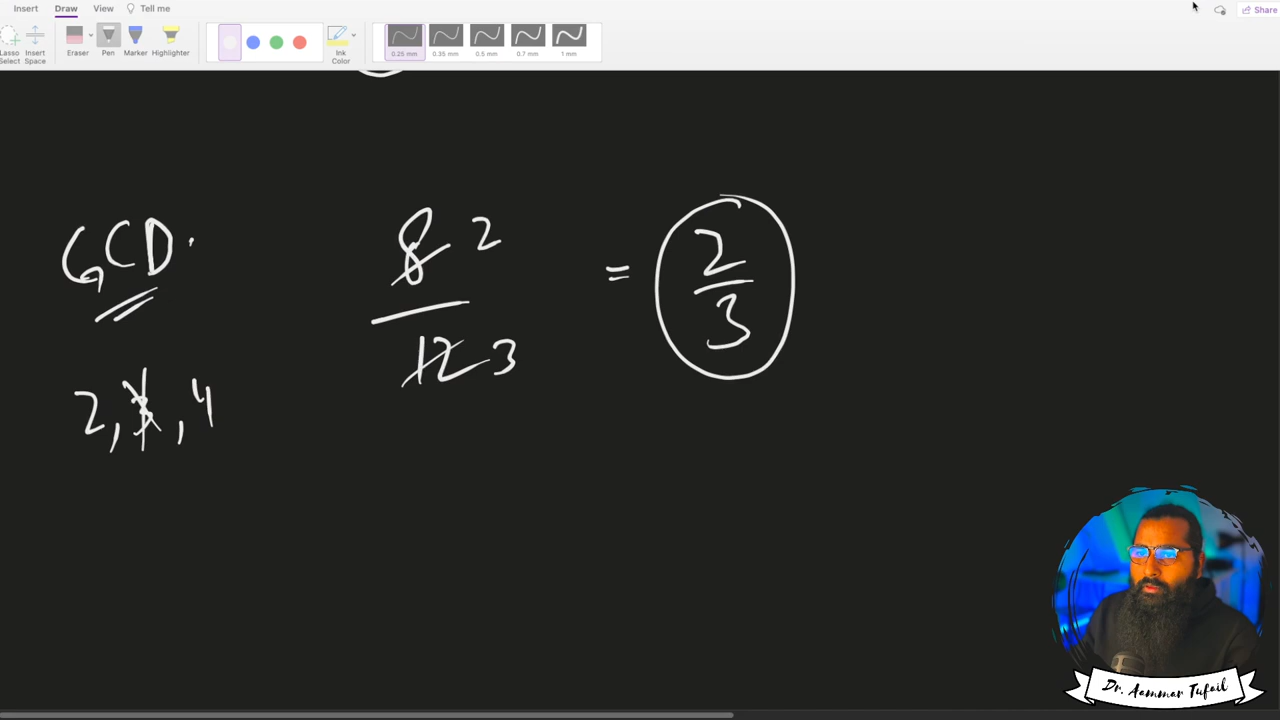 Insert Draw View Tell me
Share
Lasso Select
Insert Space
Eraser
Pen
Marker
Highlighter
Ink Color
0.25 mm
0.35 mm
0.5 mm
0.7 mm
1 mm
GCD.
8 2
12 3
= 2
3
2, , 4
Dr. Aammar Tufail